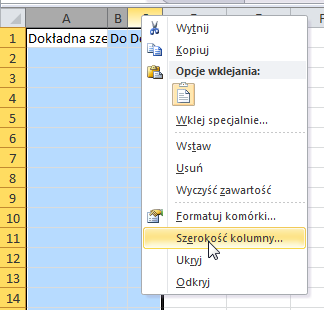 A B C
1 Dokładna sze Do Do
2
3
4
5
6
7
8
9
10
11
12
13
14
Wytnij
Kopiuj
Opcje wklejania:
Wklej specjalnie...
Wstaw
Usuń
Wyczyść zawartość
Formatuj komórki...
Szerokość kolumny...
Ukryj
Odkryj